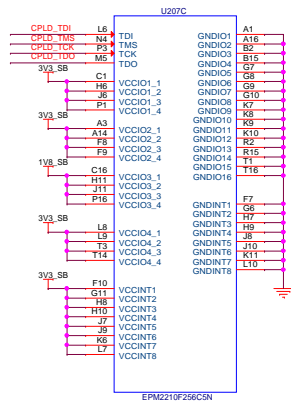 U207C
CPLD_TDI L6 TDI
CPLD_TMS N4 TMS
CPLD_TCK P3 TCK
CPLD_TDO M5 TDO
3V3_SB
C1 VCCIO1_1
H6 VCCIO1_2
J6 VCCIO1_3
P1 VCCIO1_4
3V3_SB
A3 VCCIO2_1
A14 VCCIO2_2
F8 VCCIO2_3
F9 VCCIO2_4
1V8_SB
C16 VCCIO3_1
H11 VCCIO3_2
J11 VCCIO3_3
P16 VCCIO3_4
3V3_SB
L8 VCCIO4_1
L9 VCCIO4_2
T3 VCCIO4_3
T14 VCCIO4_4
3V3_SB
F10 VCCINT1
G11 VCCINT2
H8 VCCINT3
H10 VCCINT4
J7 VCCINT5
J9 VCCINT6
K6 VCCINT7
L7 VCCINT8
GNDIO1 A1
GNDIO2 A16
GNDIO3 B2
GNDIO4 B15
GNDIO5 G7
GNDIO6 G8
GNDIO7 G9
GNDIO8 G10
GNDIO9 K7
GNDIO10 K8
GNDIO11 K9
GNDIO12 K10
GNDIO13 R2
GNDIO14 R15
GNDIO15 T1
GNDIO16 T16
GNDINT1 F7
GNDINT2 G6
GNDINT3 H7
GNDINT4 H9
GNDINT5 J8
GNDINT6 J10
GNDINT7 K11
GNDINT8 L10
EPM2210F256C5N